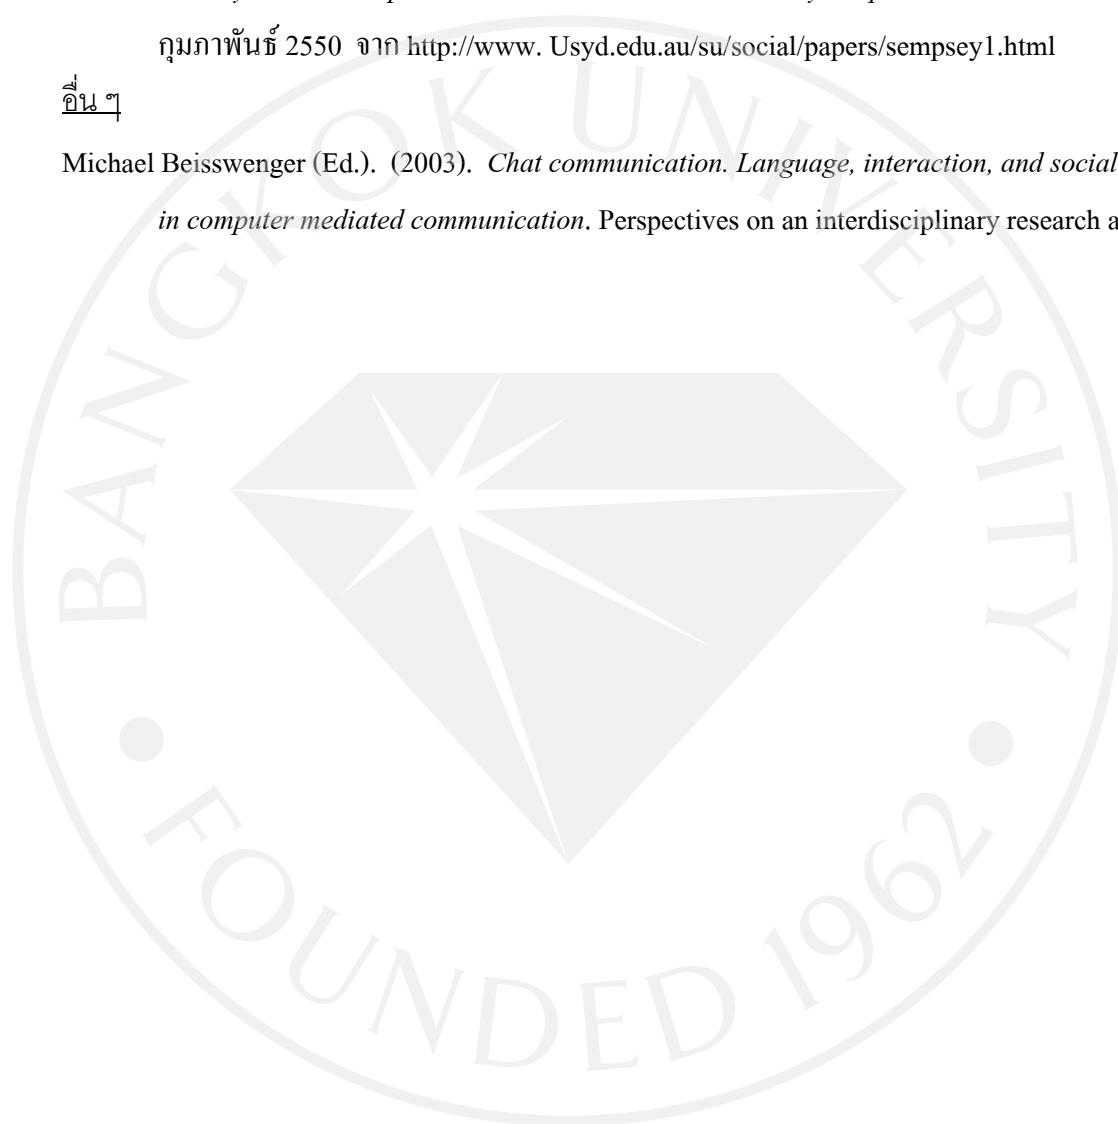 กุมภาพันธ์ 2550 จาก http://www. Usyd.edu.au/su/social/papers/sempsey1.html
อื่น ๆ
Michael Beisswenger (Ed.). (2003). Chat communication. Language, interaction, and social
in computer mediated communication. Perspectives on an interdisciplinary research a
BANGKOK UNIVERSITY
FOUNDED 1962